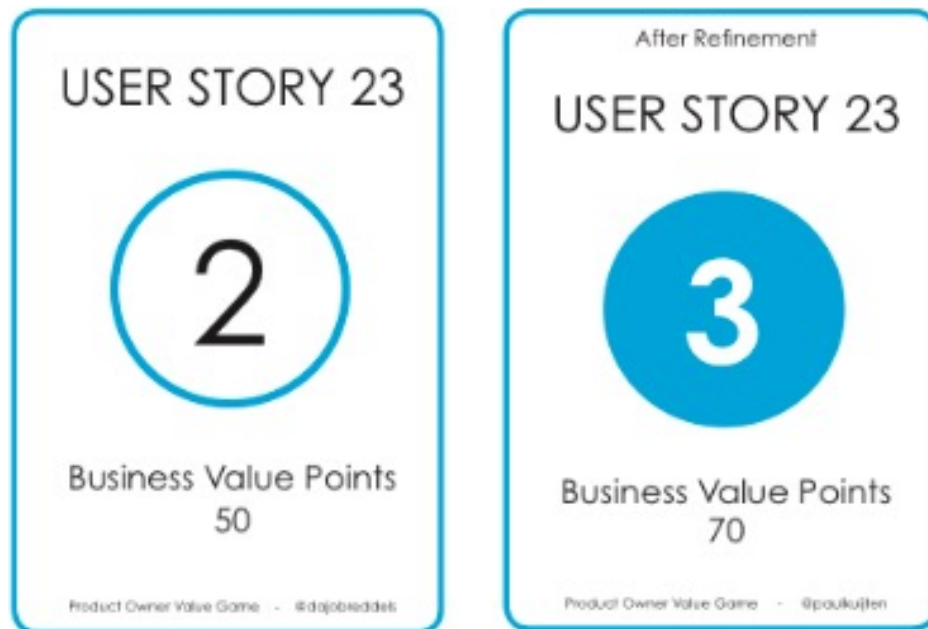 USER STORY 23
2
Business Value Points
50
Product Owner Value Game - @dajobreddels
After Refinement
USER STORY 23
3
Business Value Points
70
Product Owner Value Game - @paulkuijten